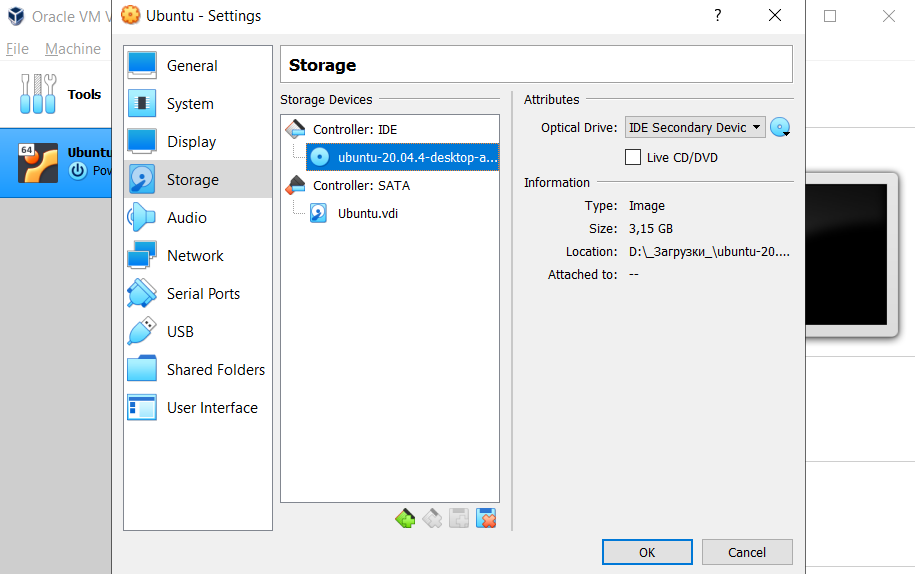 Oracle VM V
Ubuntu - Settings
?
File Machine
Tools
64
Ubuntu
Pow
General
System
Display
Storage
Audio
Network
Serial Ports
USB
Shared Folders
User Interface
Storage
Storage Devices
Controller: IDE
ubuntu-20.04.4-desktop-a...
Controller: SATA
Ubuntu.vdi
Attributes
Optical Drive: IDE Secondary Devic
Live CD/DVD
Information
Type: Image
Size: 3,15 GB
Location: D:\_Загрузки_\ubuntu-20....
Attached to: --
OK
Cancel